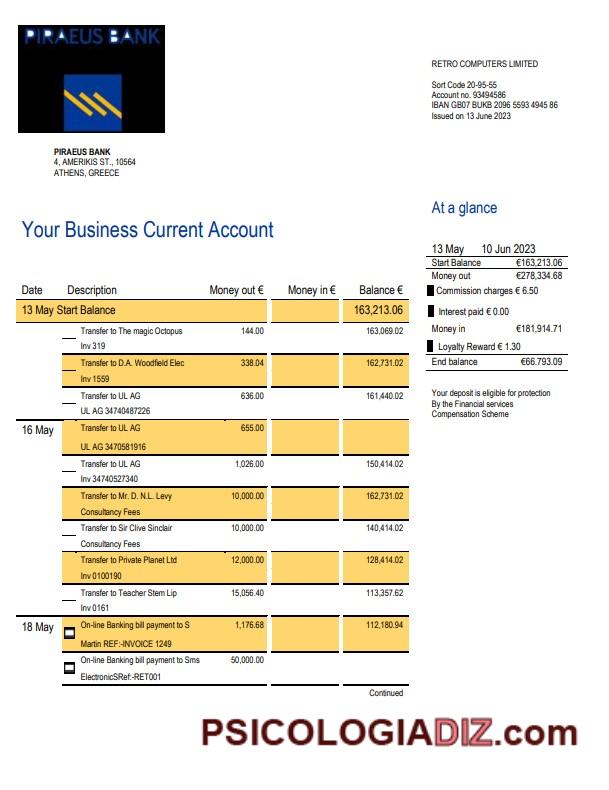 PIRAEUS BANK
RETRO COMPUTERS LIMITED
Sort Code 20-95-55
Account no. 93494586
IBAN GB07 BUKB 2096 5593 4945 86
Issued on 13 June 2023
PIRAEUS BANK
4, AMERIKIS ST., 10564
ATHENS, GREECE
At a glance
Your Business Current Account
13 May 10 Jun 2023
Start Balance €163,213.06
Money out €278,334.68
Commission charges € 6.50
Interest paid € 0.00
Money in €181,914.71
Loyalty Reward € 1.30
End balance €66.793.09
Your deposit is eligible for protection
By the Financial services
Compensation Scheme
Date Description Money out € Money in € Balance €
13 May Start Balance 163,213.06
Transfer to The magic Octopus 144.00 163,069.02
Inv 319
Transfer to D.A. Woodfield Elec 338.04 162,731.02
Inv 1559
Transfer to UL AG 636.00 161,440.02
UL AG 34740487226
16 May Transfer to UL AG 655.00
UL AG 3470581916
Transfer to UL AG 1,026.00 150,414.02
Inv 34740527340
Transfer to Mr. D. N.L. Levy 10,000.00 162,731.02
Consultancy Fees
Transfer to Sir Clive Sinclair 10,000.00 140,414.02
Consultancy Fees
Transfer to Private Planet Ltd 12,000.00 128,414.02
Inv 0100190
Transfer to Teacher Stem Lip 15,056.40 113,357.62
Inv 0161
18 May On-line Banking bill payment to S 1,176.68 112,180.94
Martin REF:-INVOICE 1249
On-line Banking bill payment to Sms 50,000.00
ElectronicSRef:-RET001
Continued
PSICOLOGIADIZ.com